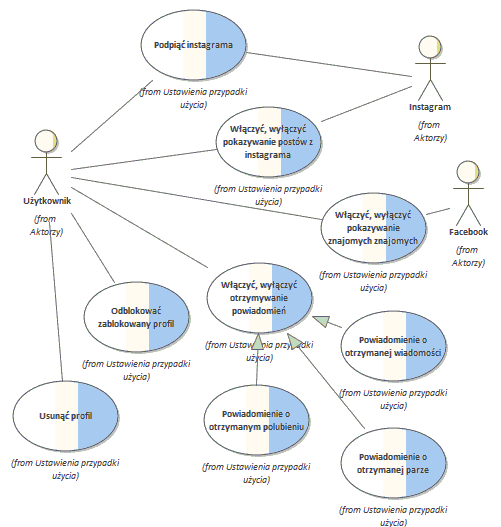 Podpiąć instagrama
(from Ustawienia przypadki
użycia)
Instagram
(from
Aktorzy)
Włączyć, wyłączyć
pokazywanie postów z
instagrama
(from Ustawienia przypadki
użycia)
Użytkownik
(from
Aktorzy)
Włączyć, wyłączyć
pokazywanie
znajomych znajomych
(from Ustawienia przypadki
użycia)
Facebook
(from
Aktorzy)
Włączyć, wyłączyć
otrzymywanie
powiadomień
(from Ustawienia przypadki
użycia)
Odblokować
zablokowany profil
(from Ustawienia przypadki
użycia)
Powiadomienie o
otrzymanej wiadomości
(from Ustawienia przypadki
użycia)
Usunąć profil
(from Ustawienia przypadki
użycia)
Powiadomienie o
otrzymanym polubieniu
(from Ustawienia przypadki
użycia)
Powiadomienie o
otrzymanej parze
(from Ustawienia przypadki
użycia)